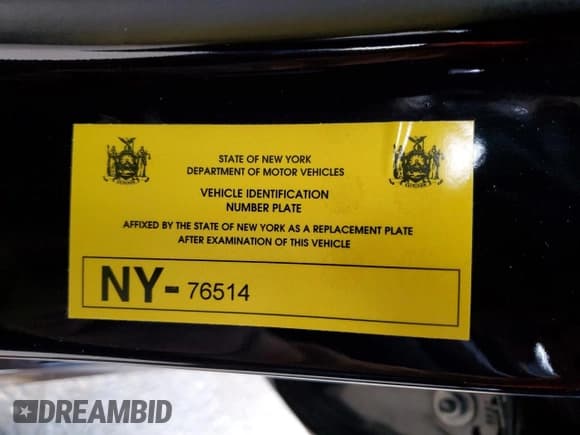 STATE OF NEW YORK
DEPARTMENT OF MOTOR VEHICLES
VEHICLE IDENTIFICATION
NUMBER PLATE
AFFIXED BY THE STATE OF NEW YORK AS A REPLACEMENT PLATE
AFTER EXAMINATION OF THIS VEHICLE
NY- 76514
DREAMBID